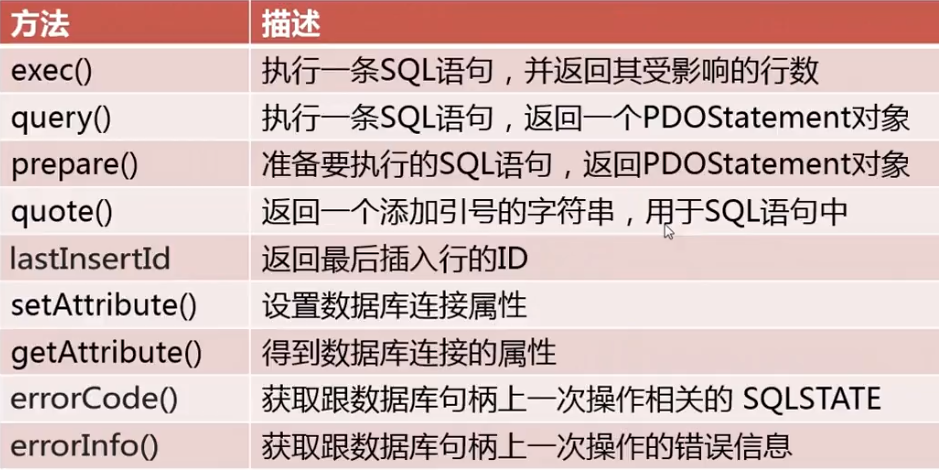 方法 描述
exec() 执行一条SQL语句，并返回其受影响的行数
query() 执行一条SQL语句，返回一个PDOStatement对象
prepare() 准备要执行的SQL语句，返回PDOStatement对象
quote() 返回一个添加引号的字符串，用于SQL语句中
lastInsertId 返回最后插入行的ID
setAttribute() 设置数据库连接属性
getAttribute() 得到数据库连接的属性
errorCode() 获取跟数据库句柄上一次操作相关的 SQLSTATE
errorInfo() 获取跟数据库句柄上一次操作的错误信息